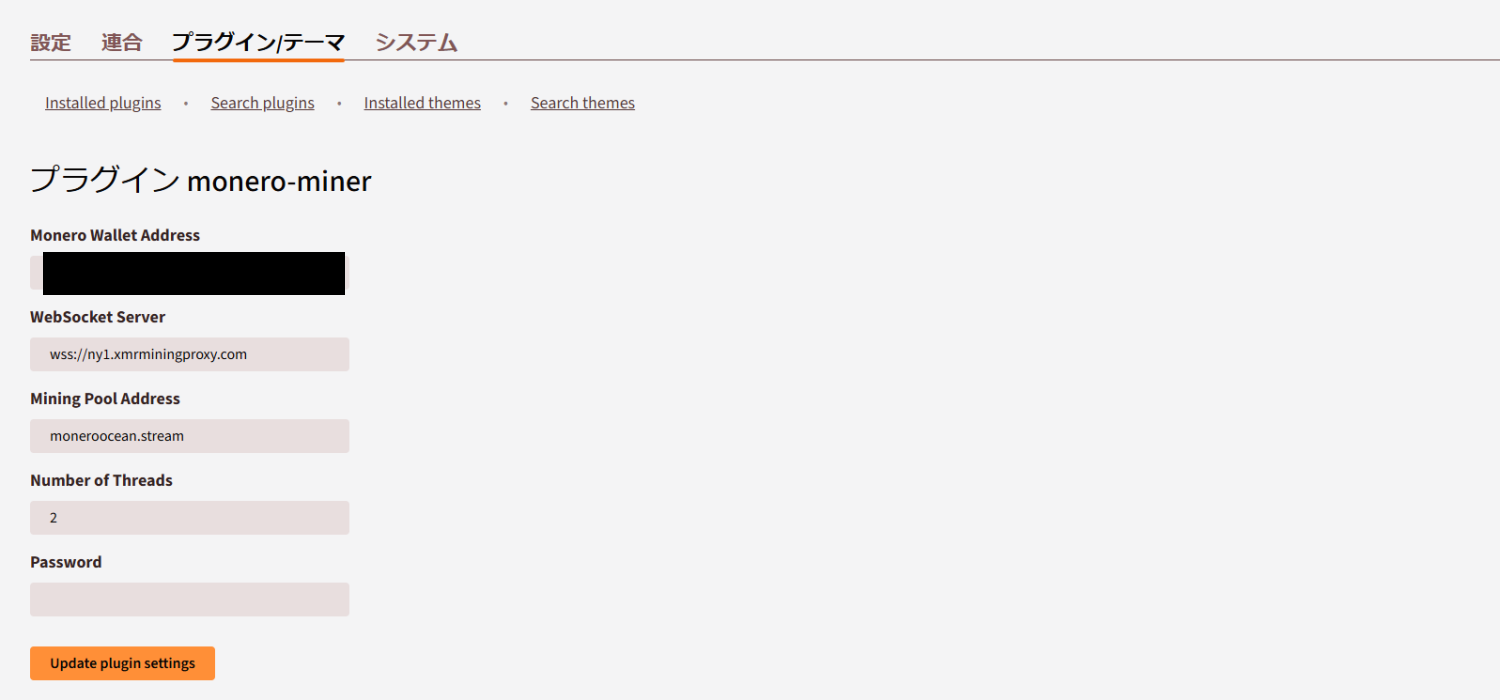 設定 連合 プラグイン/テーマ システム
Installed plugins • Search plugins • Installed themes • Search themes
プラグイン monero-miner
Monero Wallet Address
WebSocket Server
wss://ny1.xmrminingproxy.com
Mining Pool Address
moneroocean.stream
Number of Threads
2
Password
Update plugin settings